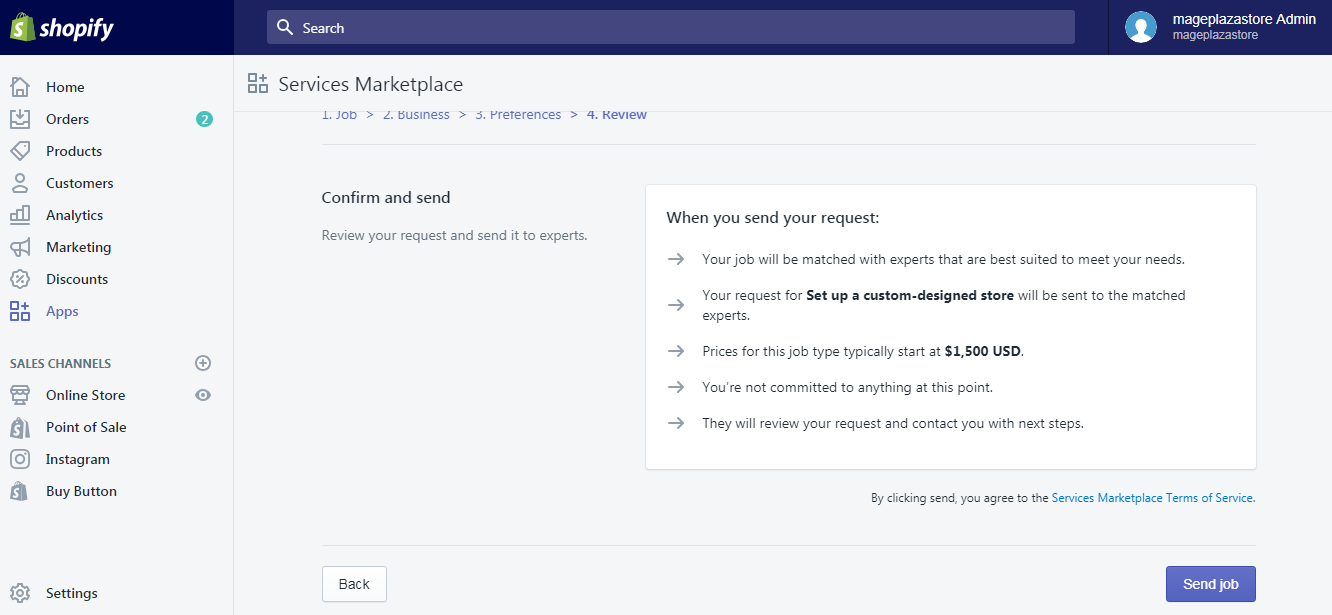 shopify
Search
mageplazastore Admin
mageplazastore
Home
Orders
2
Products
Customers
Analytics
Marketing
Discounts
Apps
SALES CHANNELS
Online Store
Point of Sale
Instagram
Buy Button
Settings
Services Marketplace
1. Job > 2. Business > 3. Preferences > 4. Review
Confirm and send
Review your request and send it to experts.
When you send your request:
Your job will be matched with experts that are best suited to meet your needs.
Your request for Set up a custom-designed store will be sent to the matched
experts.
Prices for this job type typically start at $1,500 USD.
You're not committed to anything at this point.
They will review your request and contact you with next steps.
By clicking send, you agree to the Services Marketplace Terms of Service.
Back
Send job